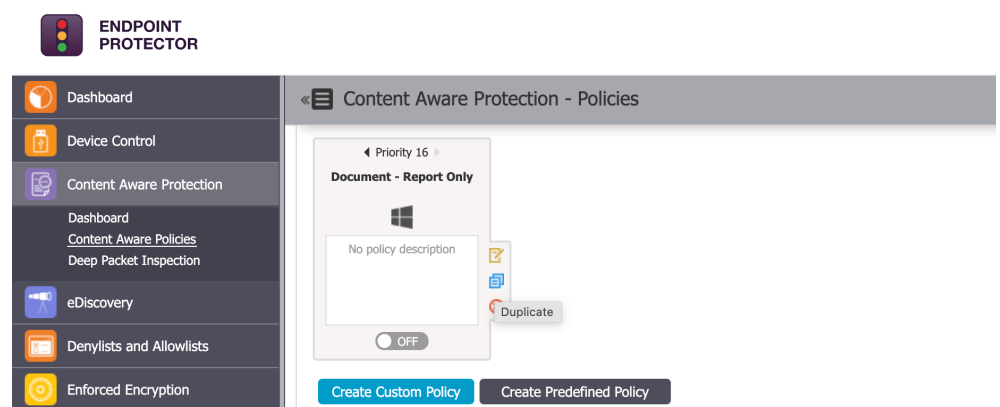 ENDPOINT
PROTECTOR
Dashboard
Device Control
Content Aware Protection
Dashboard
Content Aware Policies
Deep Packet Inspection
eDiscovery
Denylists and Allowlists
Enforced Encryption
Content Aware Protection - Policies
Priority 16
Document - Report Only
No policy description
Duplicate
OFF
Create Custom Policy
Create Predefined Policy